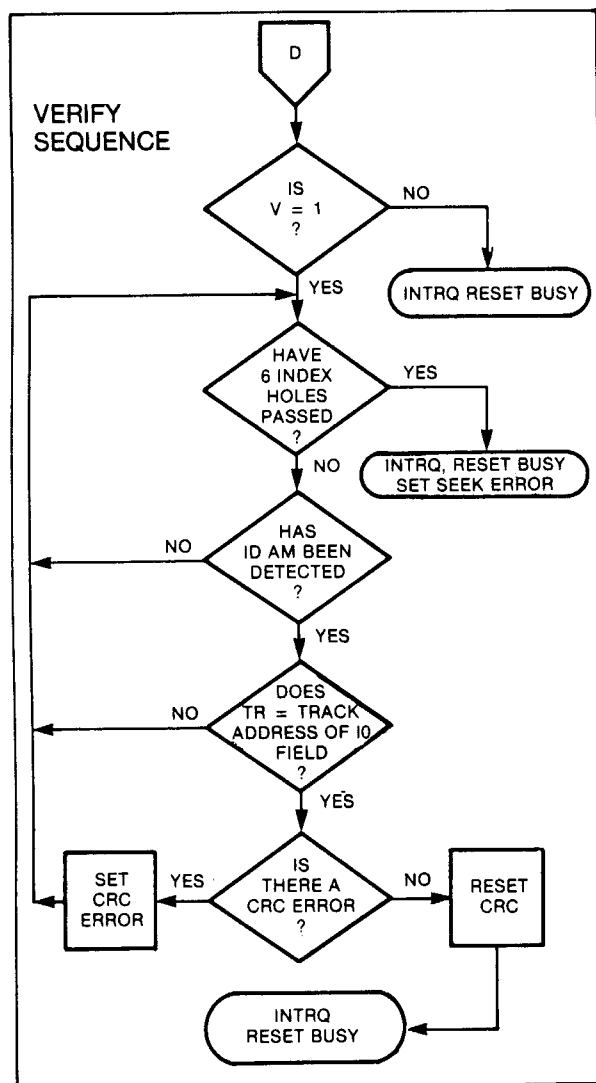 D
VERIFY
SEQUENCE
IS
V = 1
?
NO
INTRQ RESET BUSY
YES
HAVE
6 INDEX
HOLES
PASSED
?
YES
INTRQ, RESET BUSY
SET SEEK ERROR
NO
HAS
ID AM BEEN
DETECTED
?
NO
YES
DOES
TR = TRACK
ADDRESS OF 10
FIELD
?
NO
YES
IS
THERE A
CRC ERROR
?
YES
SET
CRC
ERROR
NO
RESET
CRC
INTRQ
RESET BUSY